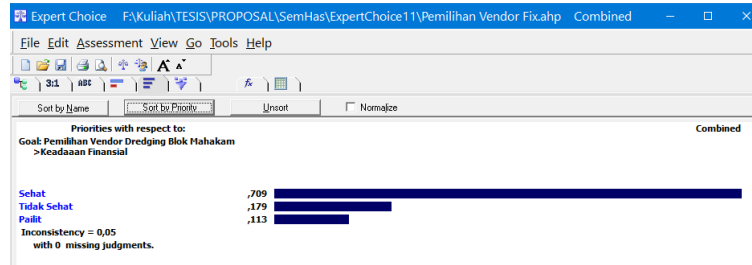 Expert Choice F:\Kuliah\TESIS\PROPOSAL\SemHas\ExpertChoice11\Pemilihan Vendor Fix.ahp Combined
File Edit Assessment View Go Tools Help
A A
3:1 ABC fx
Sort by Name Sort by Priority Unsort Normalize
Priorities with respect to: Combined
Goal: Pemilihan Vendor Dredging Blok Mahakam
>Keadaaan Finansial
Sehat ,709
Tidak Sehat ,179
Pailit ,113
Inconsistency = 0,05
with 0 missing judgments.